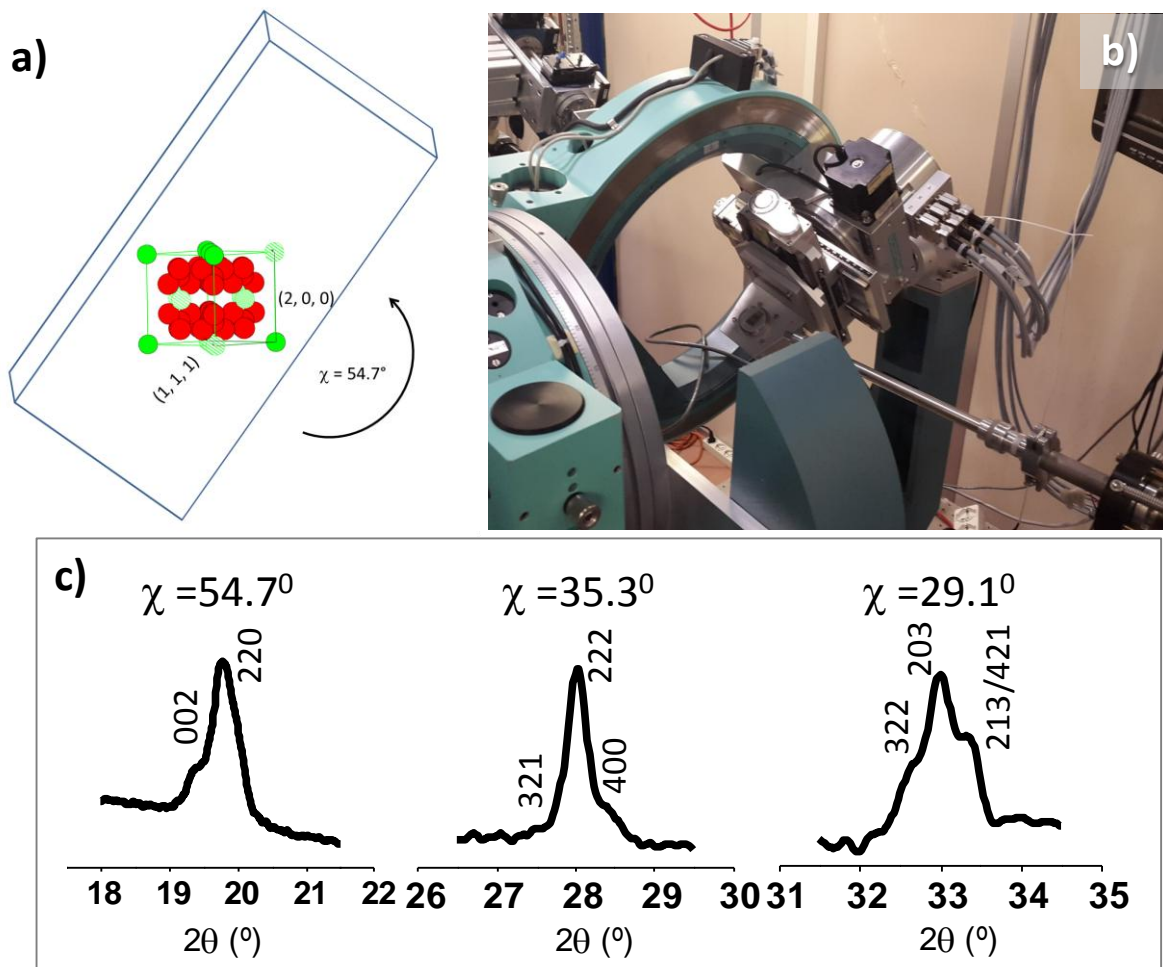 a)
b)
(2, 0, 0)
(1, 1, 1)
χ = 54.7°
c)
χ =54.7⁰
χ =35.3⁰
χ =29.1⁰
002
220
321
222
400
322
203
213/421
18 19 20 21 22
26 27 28 29 30
31 32 33 34 35
2θ (º)
2θ (º)
2θ (º)